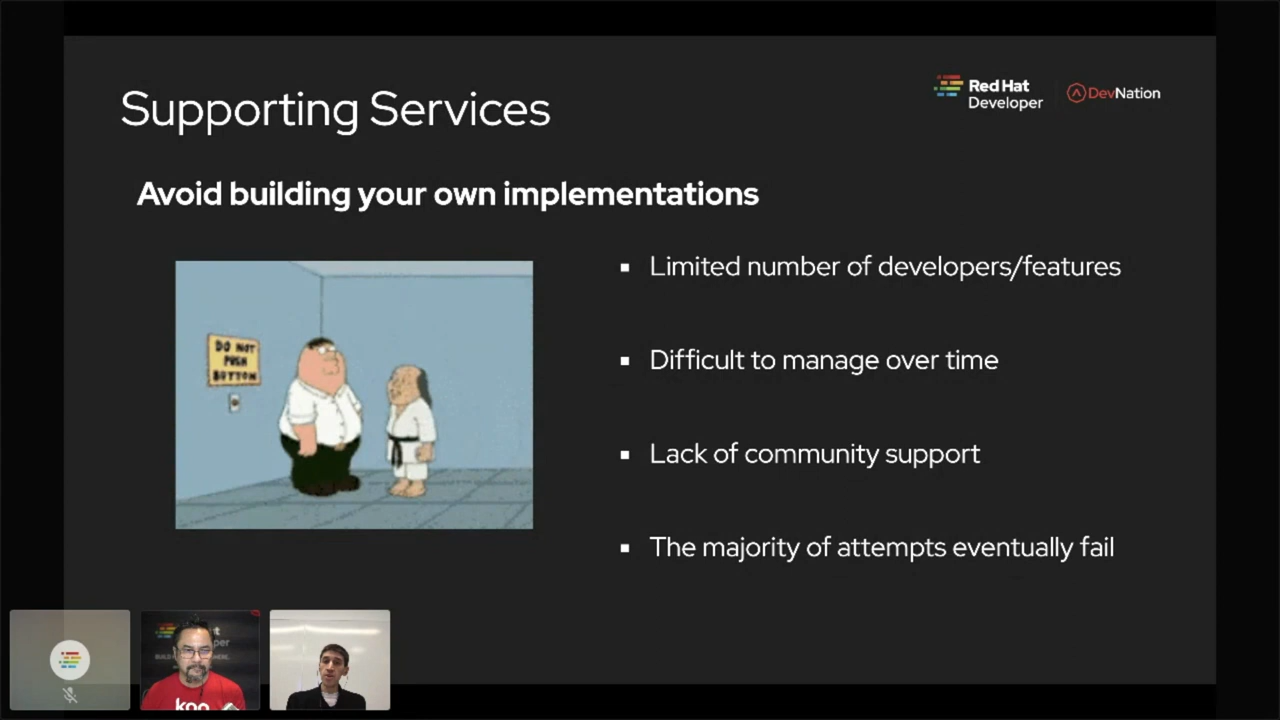 Supporting Services
Red Hat
Developer
DevNation
Avoid building your own implementations
▪ Limited number of developers/features
▪ Difficult to manage over time
▪ Lack of community support
▪ The majority of attempts eventually fail
DO NOT
PUSH
BUTTON